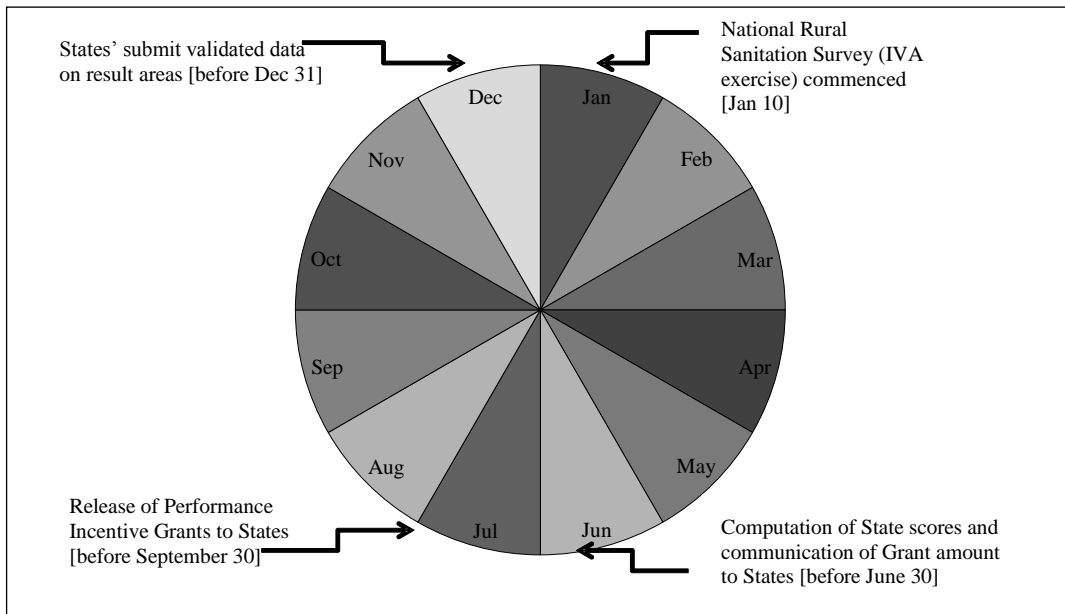 States' submit validated data
on result areas [before Dec 31]
National Rural
Sanitation Survey (IVA
exercise) commenced
[Jan 10]
Dec
Jan
Nov
Feb
Oct
Mar
Sep
Apr
Aug
May
Jul
Jun
Release of Performance
Incentive Grants to States
[before September 30]
Computation of State scores and
communication of Grant amount
to States [before June 30]